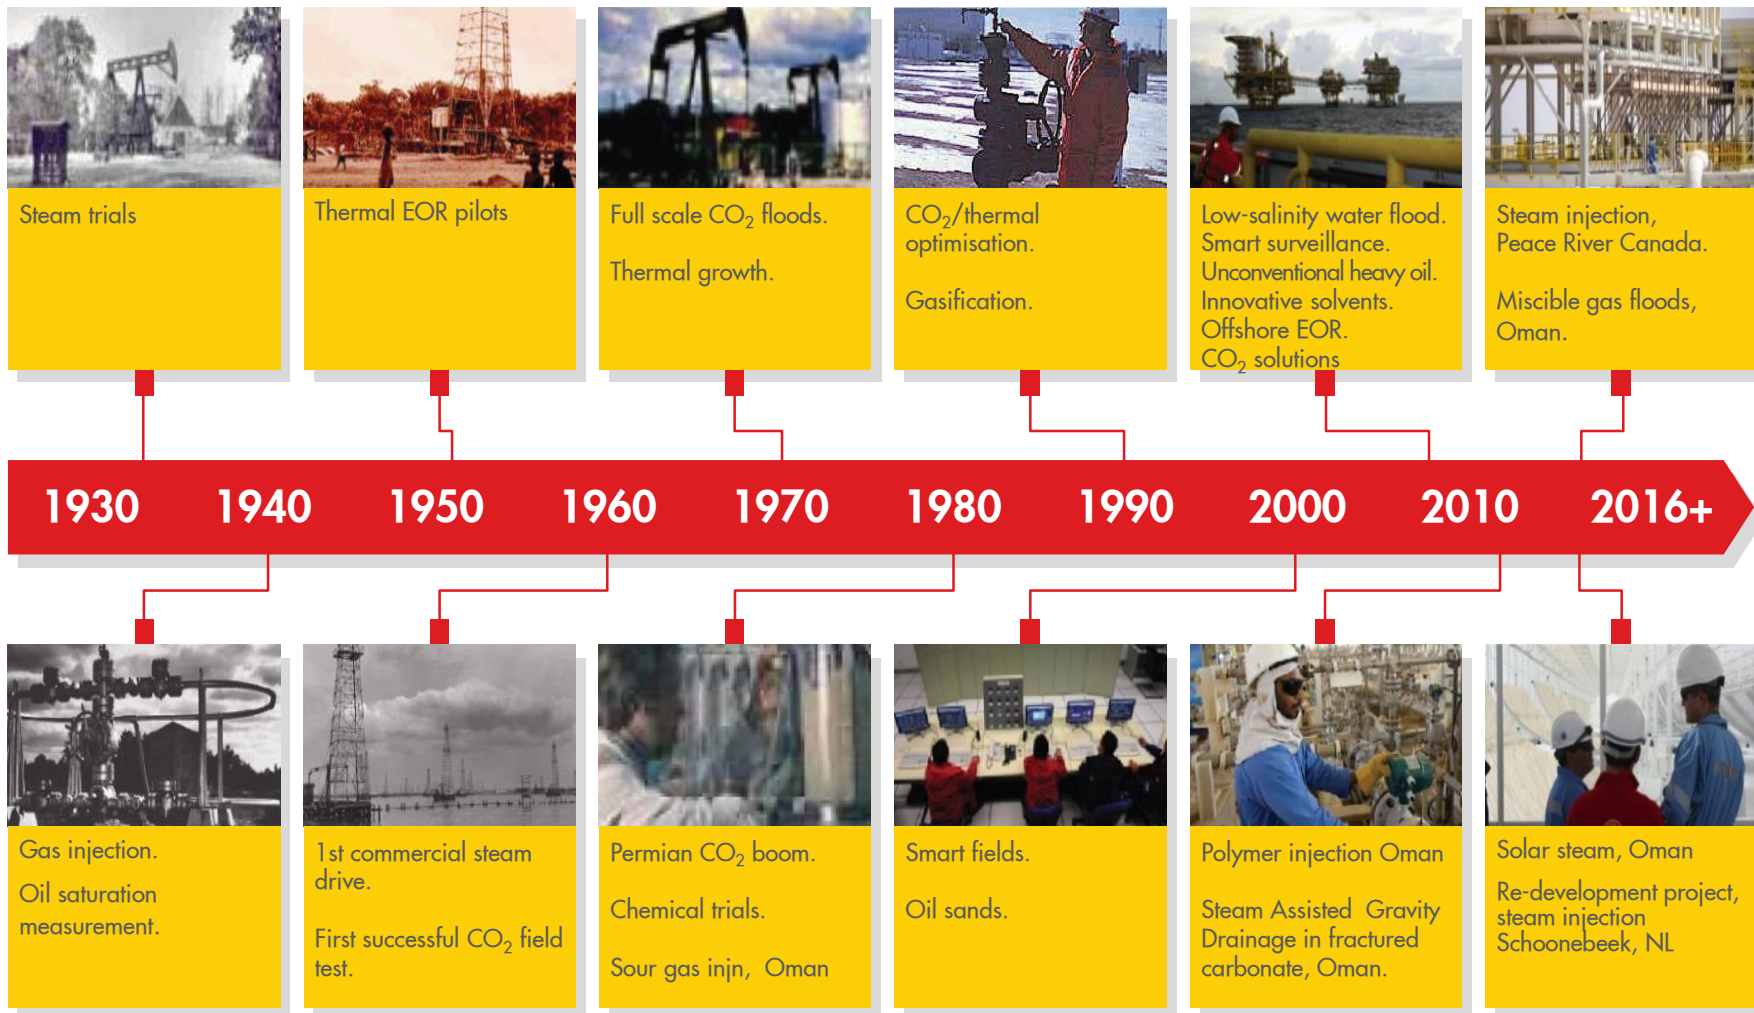 Steam trials
Thermal EOR pilots
Full scale CO₂ floods.
Thermal growth.
CO₂/thermal
optimisation.
Gasification.
Low-salinity water flood.
Smart surveillance.
Unconventional heavy oil.
Innovative solvents.
Offshore EOR.
CO₂ solutions
Steam injection,
Peace River Canada.
Miscible gas floods,
Oman.
1930 1940 1950 1960 1970 1980 1990 2000 2010 2016+
Gas injection.
Oil saturation
measurement.
1st commercial steam
drive.
First successful CO₂ field
test.
Permian CO₂ boom.
Chemical trials.
Sour gas injn, Oman
Smart fields.
Oil sands.
Polymer injection Oman
Steam Assisted Gravity
Drainage in fractured
carbonate, Oman.
Solar steam, Oman
Re-development project,
steam injection
Schoonebeek, NL